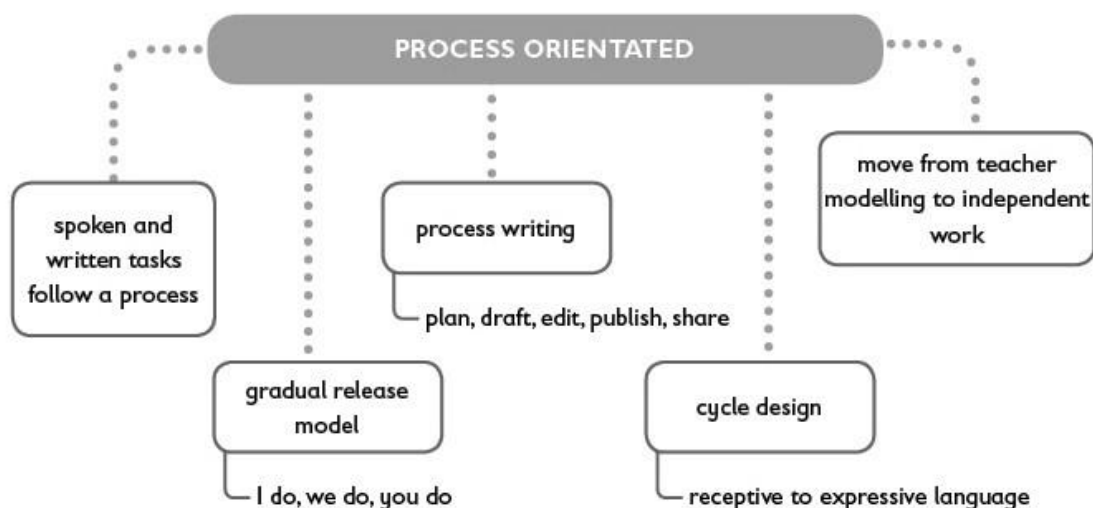 PROCESS ORIENTATED
spoken and
written tasks
follow a process
gradual release
model
I do, we do, you do
process writing
plan, draft, edit, publish, share
cycle design
receptive to expressive language
move from teacher
modelling to independent
work